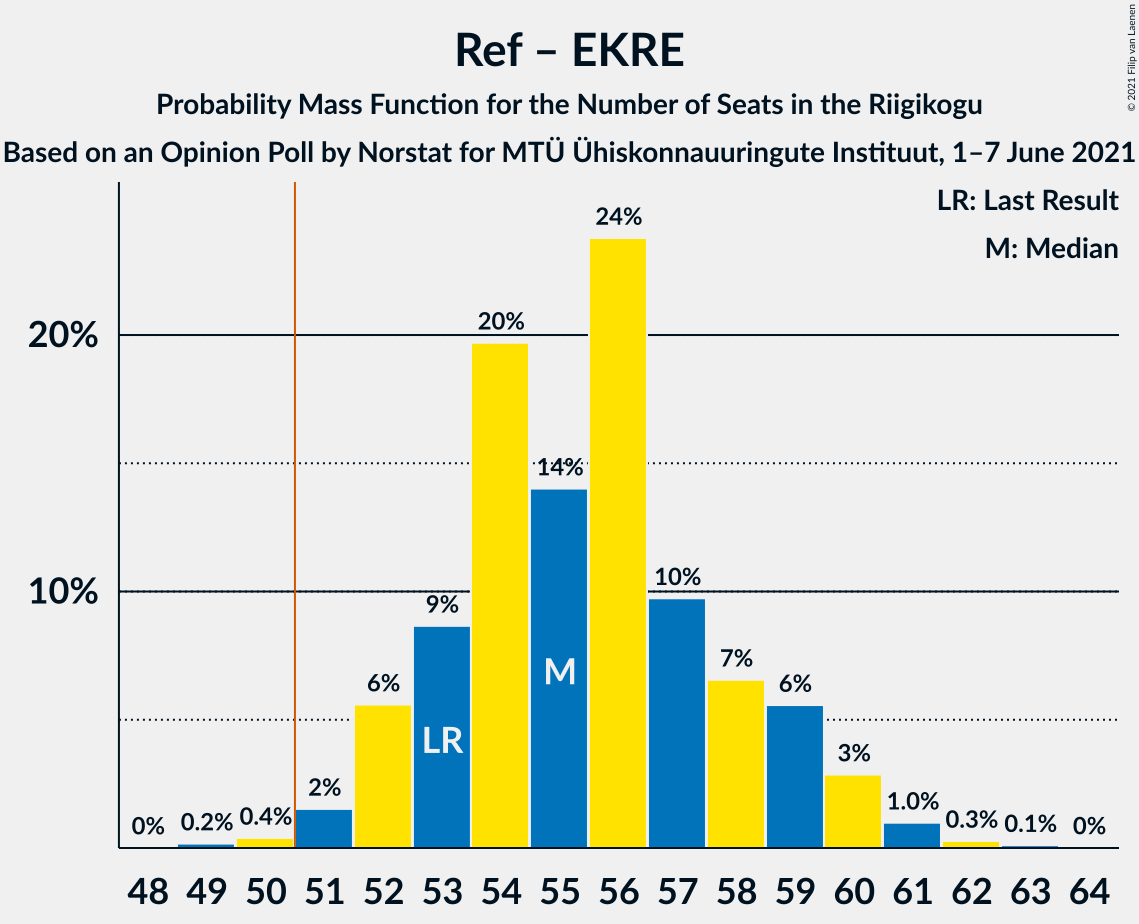 Ref – EKRE
Probability Mass Function for the Number of Seats in the Riigikogu
Based on an Opinion Poll by Norstat for MTÜ Ühiskonnauuringute Instituut, 1–7 June 2021
© 2021 Filip van Laenen
LR: Last Result
M: Median
20%
10%
0%
0.2%
0.4%
2%
6%
9%
20%
14%
24%
10%
7%
6%
3%
1.0%
0.3%
0.1%
0%
LR
M
48 49 50 51 52 53 54 55 56 57 58 59 60 61 62 63 64